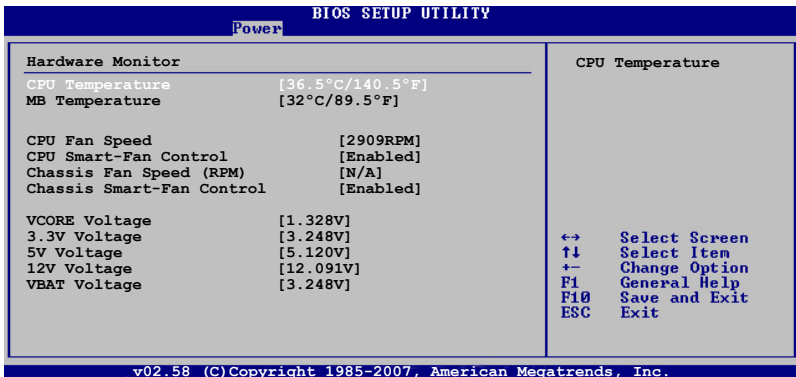 BIOS SETUP UTILITY
Power
Hardware Monitor
CPU Temperature [36.5°C/140.5°F]
MB Temperature [32°C/89.5°F]
CPU Fan Speed [2909RPM]
CPU Smart-Fan Control [Enabled]
Chassis Fan Speed (RPM) [N/A]
Chassis Smart-Fan Control [Enabled]
VCORE Voltage [1.328V]
3.3V Voltage [3.248V]
5V Voltage [5.120V]
12V Voltage [12.091V]
VBAT Voltage [3.248V]
CPU Temperature
←→ Select Screen
↑↓ Select Item
+- Change Option
F1 General Help
F10 Save and Exit
ESC Exit
v02.58 (C)Copyright 1985-2007, American Megatrends, Inc.